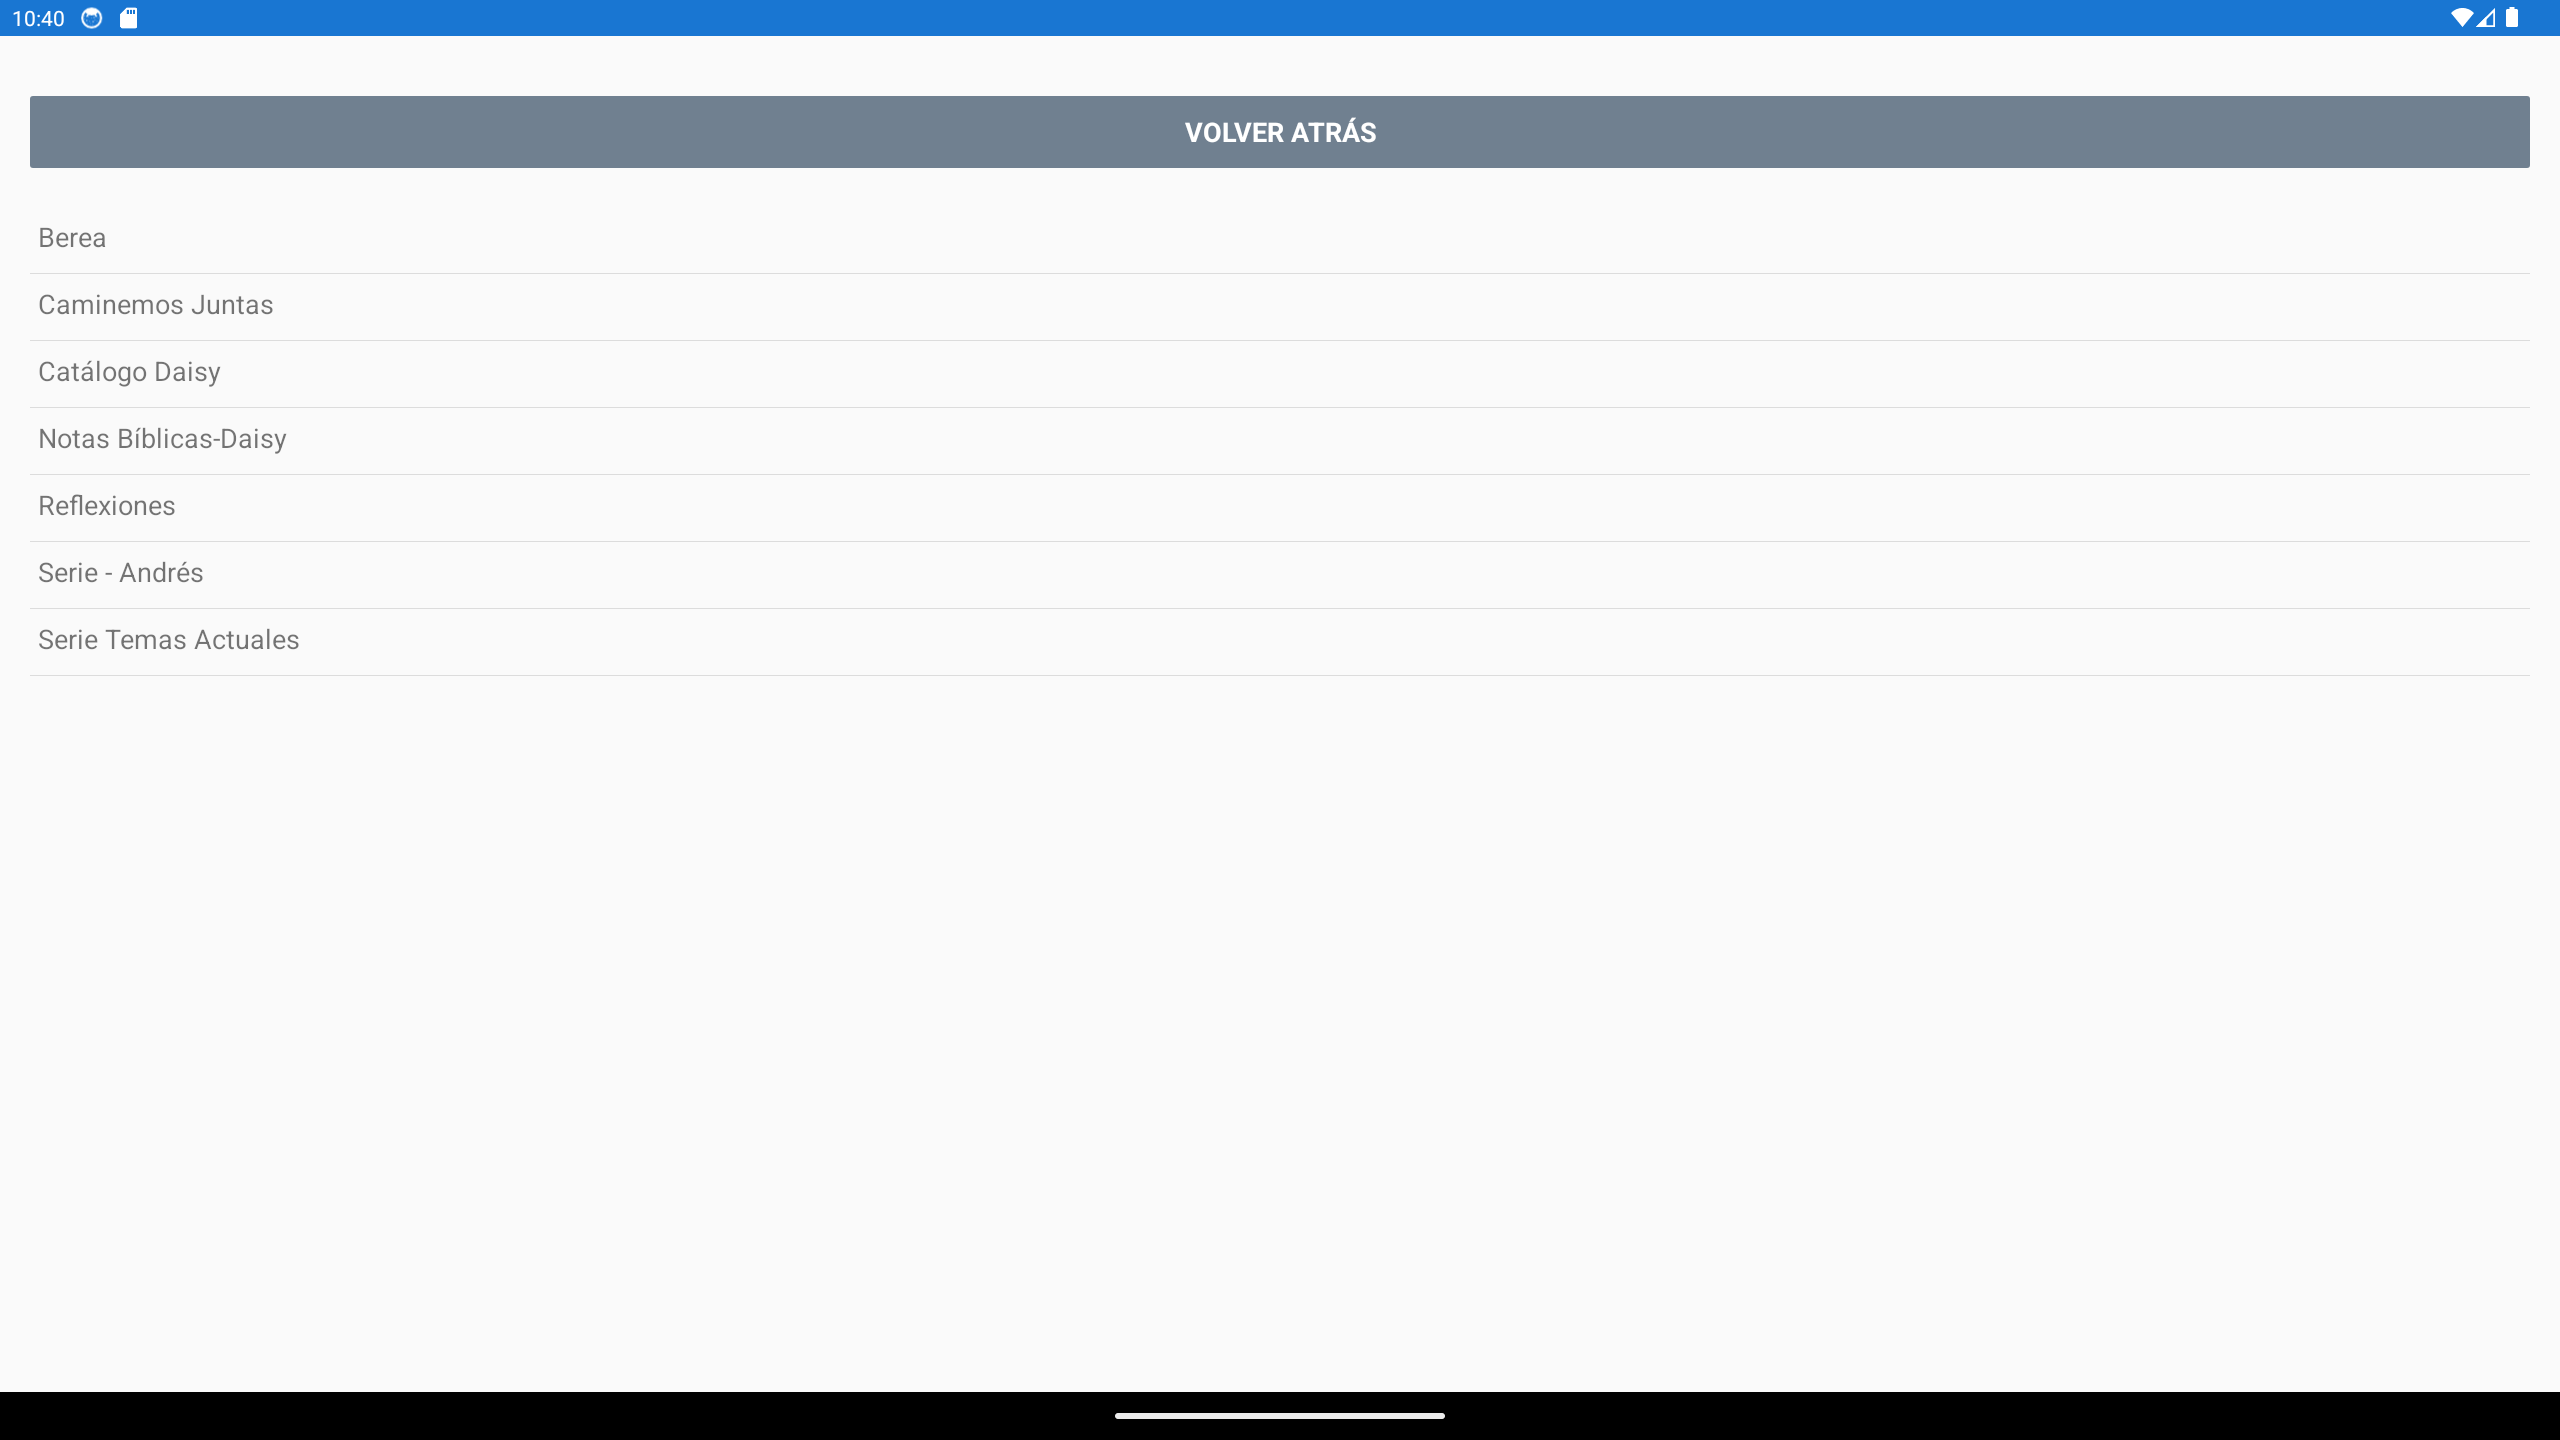 10:40
VOLVER ATRÁS
Berea
Caminemos Juntas
Catálogo Daisy
Notas Bíblicas-Daisy
Reflexiones
Serie - Andrés
Serie Temas Actuales